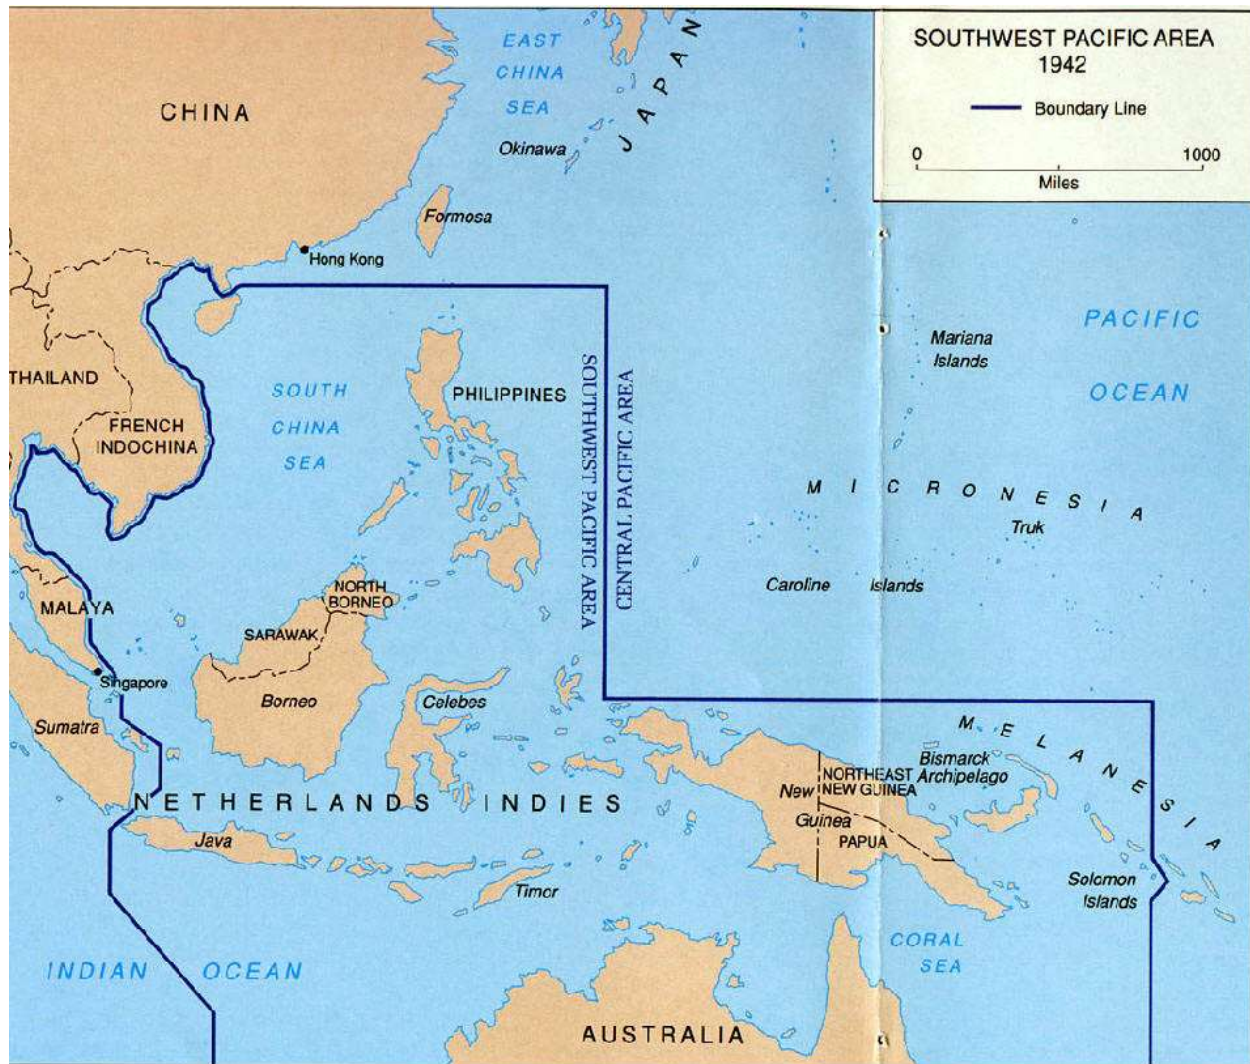 SOUTHWEST PACIFIC AREA
1942
Boundary Line
0 1000
Miles
EAST
CHINA
SEA
JAPAN
CHINA
Okinawa
Formosa
Hong Kong
PACIFIC
OCEAN
Mariana
Islands
THAILAND
FRENCH
INDOCHINA
SOUTH
CHINA
SEA
PHILIPPINES
SOUTHWEST PACIFIC AREA
CENTRAL PACIFIC AREA
MICRONESIA
Truk
Caroline Islands
MALAYA
NORTH
BORNEO
SARAWAK
Singapore
Borneo
Celebes
Sumatra
MELANESIA
Bismarck
Archipelago
NORTHEAST
NEW GUINEA
New
Guinea
PAPUA
NETHERLANDS INDIES
Java
Timor
Solomon
Islands
CORAL
SEA
INDIAN OCEAN
AUSTRALIA